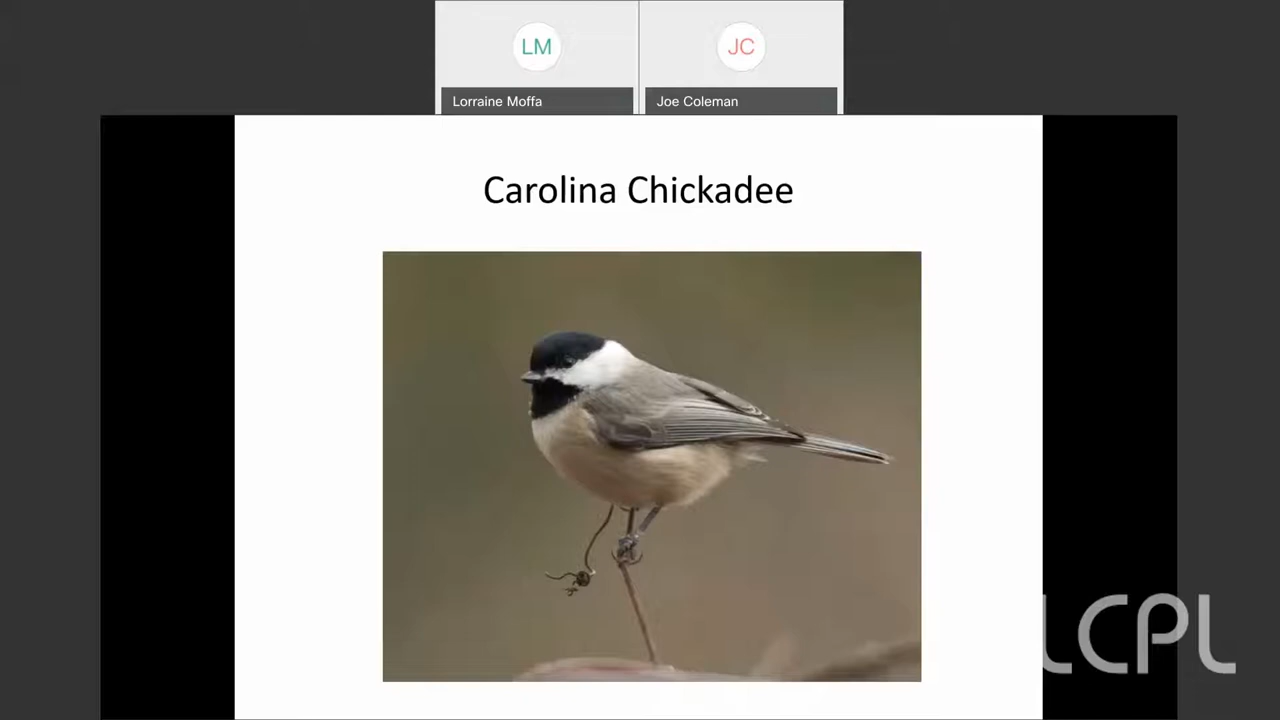 LM
JC
Lorraine Moffa
Joe Coleman
Carolina Chickadee
LCPL